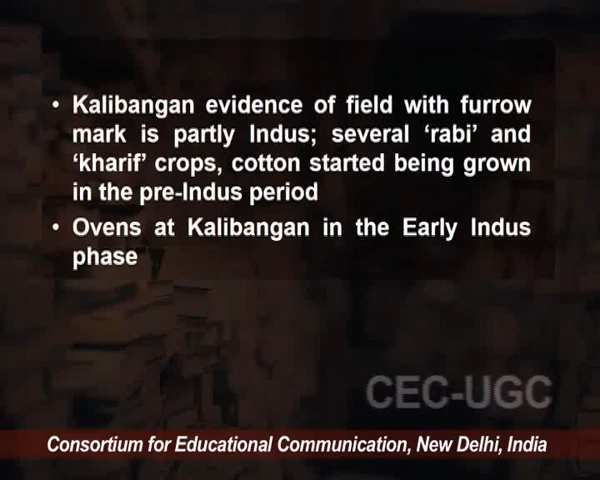 • Kalibangan evidence of field with furrow
mark is partly Indus; several ‘rabi’ and
‘kharif’ crops, cotton started being grown
in the pre-Indus period
• Ovens at Kalibangan in the Early Indus
phase
CEC-UGC
Consortium for Educational Communication, New Delhi, India